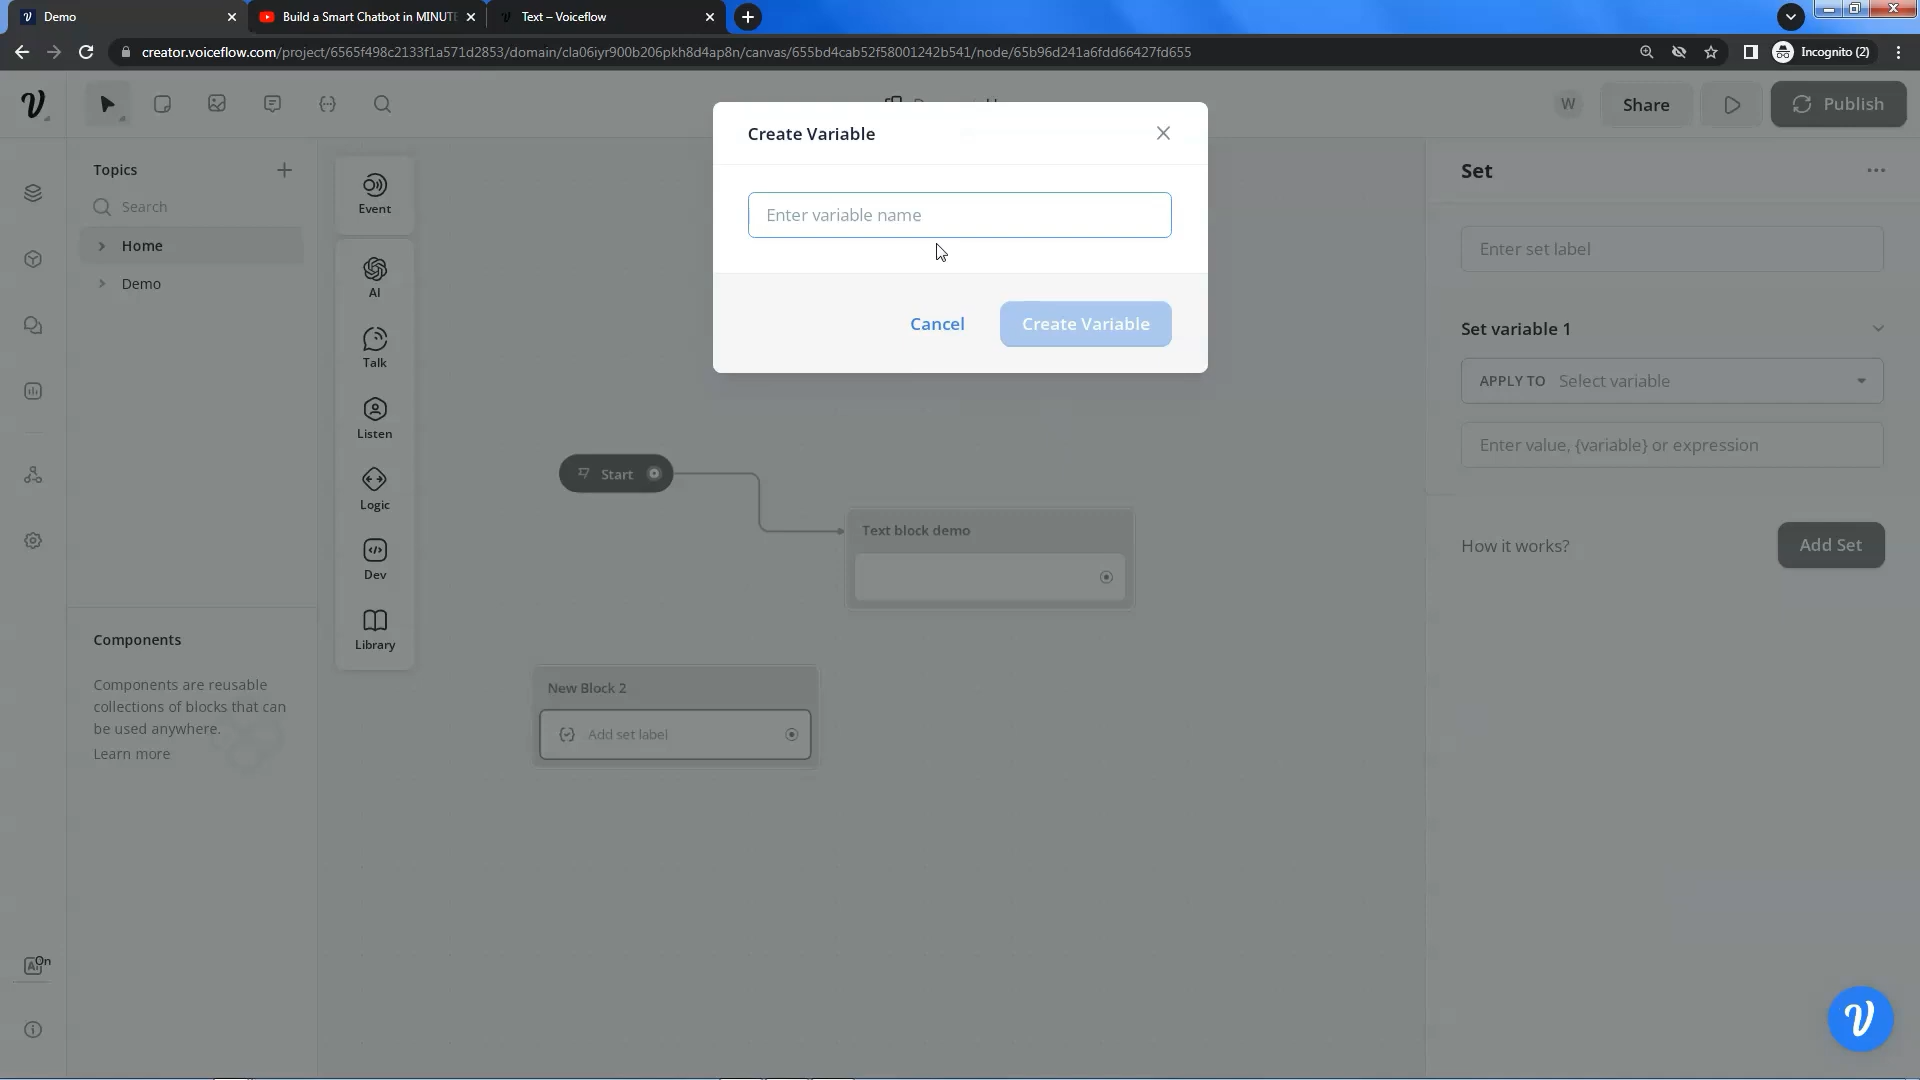 Demo
Build a Smart Chatbot in MINUTE
Text – Voiceflow
creator.voiceflow.com/project/6565f498c2133f1a571d2853/domain/cla06iyr900b206pkh8d4ap8n/canvas/655bd4cab52f58001242b541/node/65b96d241a6fdd66427fd655
Incognito (2)
W
Share
Publish
Create Variable
Enter variable name
Cancel
Create Variable
Topics
Search
Home
Demo
Components
Components are reusable
collections of blocks that can
be used anywhere.
Learn more
Event
AI
Talk
Listen
Logic
Dev
Library
Start
Text block demo
New Block 2
Add set label
Set
Enter set label
Set variable 1
APPLY TO Select variable
Enter value, {variable} or expression
How it works?
Add Set
On